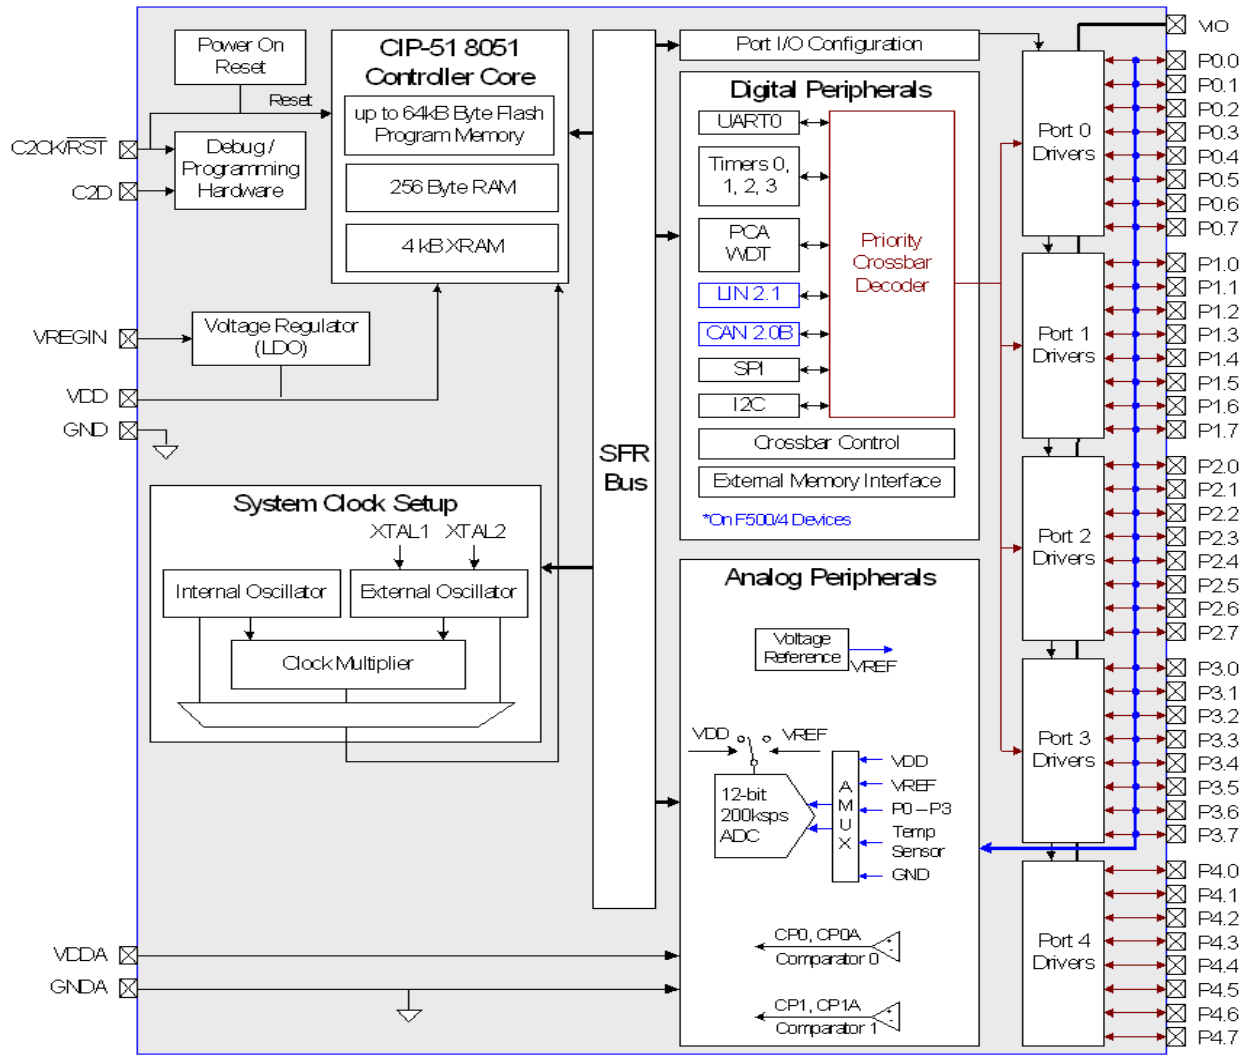 Power On
Reset
Reset
C2CK/RST
Debug /
Programming
Hardware
C2D
CIP-51 8051
Controller Core
up to 64kB Byte Flash
Program Memory
256 Byte RAM
4 kB XRAM
VREGIN
Voltage Regulator
(LDO)
VDD
GND
System Clock Setup
XTAL1 XTAL2
Internal Oscillator
External Oscillator
Clock Multiplier
VDDA
GNDA
SFR
Bus
Port I/O Configuration
Digital Peripherals
UART0
Timers 0,
1, 2, 3
PCA
WDT
LIN 2.1
CAN 2.0B
SPI
I2C
Priority
Crossbar
Decoder
Crossbar Control
External Memory Interface
*On F500/4 Devices
Analog Peripherals
Voltage
Reference
VREF
VDD
VREF
12-bit
200ksps
ADC
A
M
U
X
VDD
VREF
P0 – P3
Temp
Sensor
GND
CP0, CP0A
Comparator 0
CP1, CP1A
Comparator 1
Port 0
Drivers
Port 1
Drivers
Port 2
Drivers
Port 3
Drivers
Port 4
Drivers
VIO
P0.0
P0.1
P0.2
P0.3
P0.4
P0.5
P0.6
P0.7
P1.0
P1.1
P1.2
P1.3
P1.4
P1.5
P1.6
P1.7
P2.0
P2.1
P2.2
P2.3
P2.4
P2.5
P2.6
P2.7
P3.0
P3.1
P3.2
P3.3
P3.4
P3.5
P3.6
P3.7
P4.0
P4.1
P4.2
P4.3
P4.4
P4.5
P4.6
P4.7